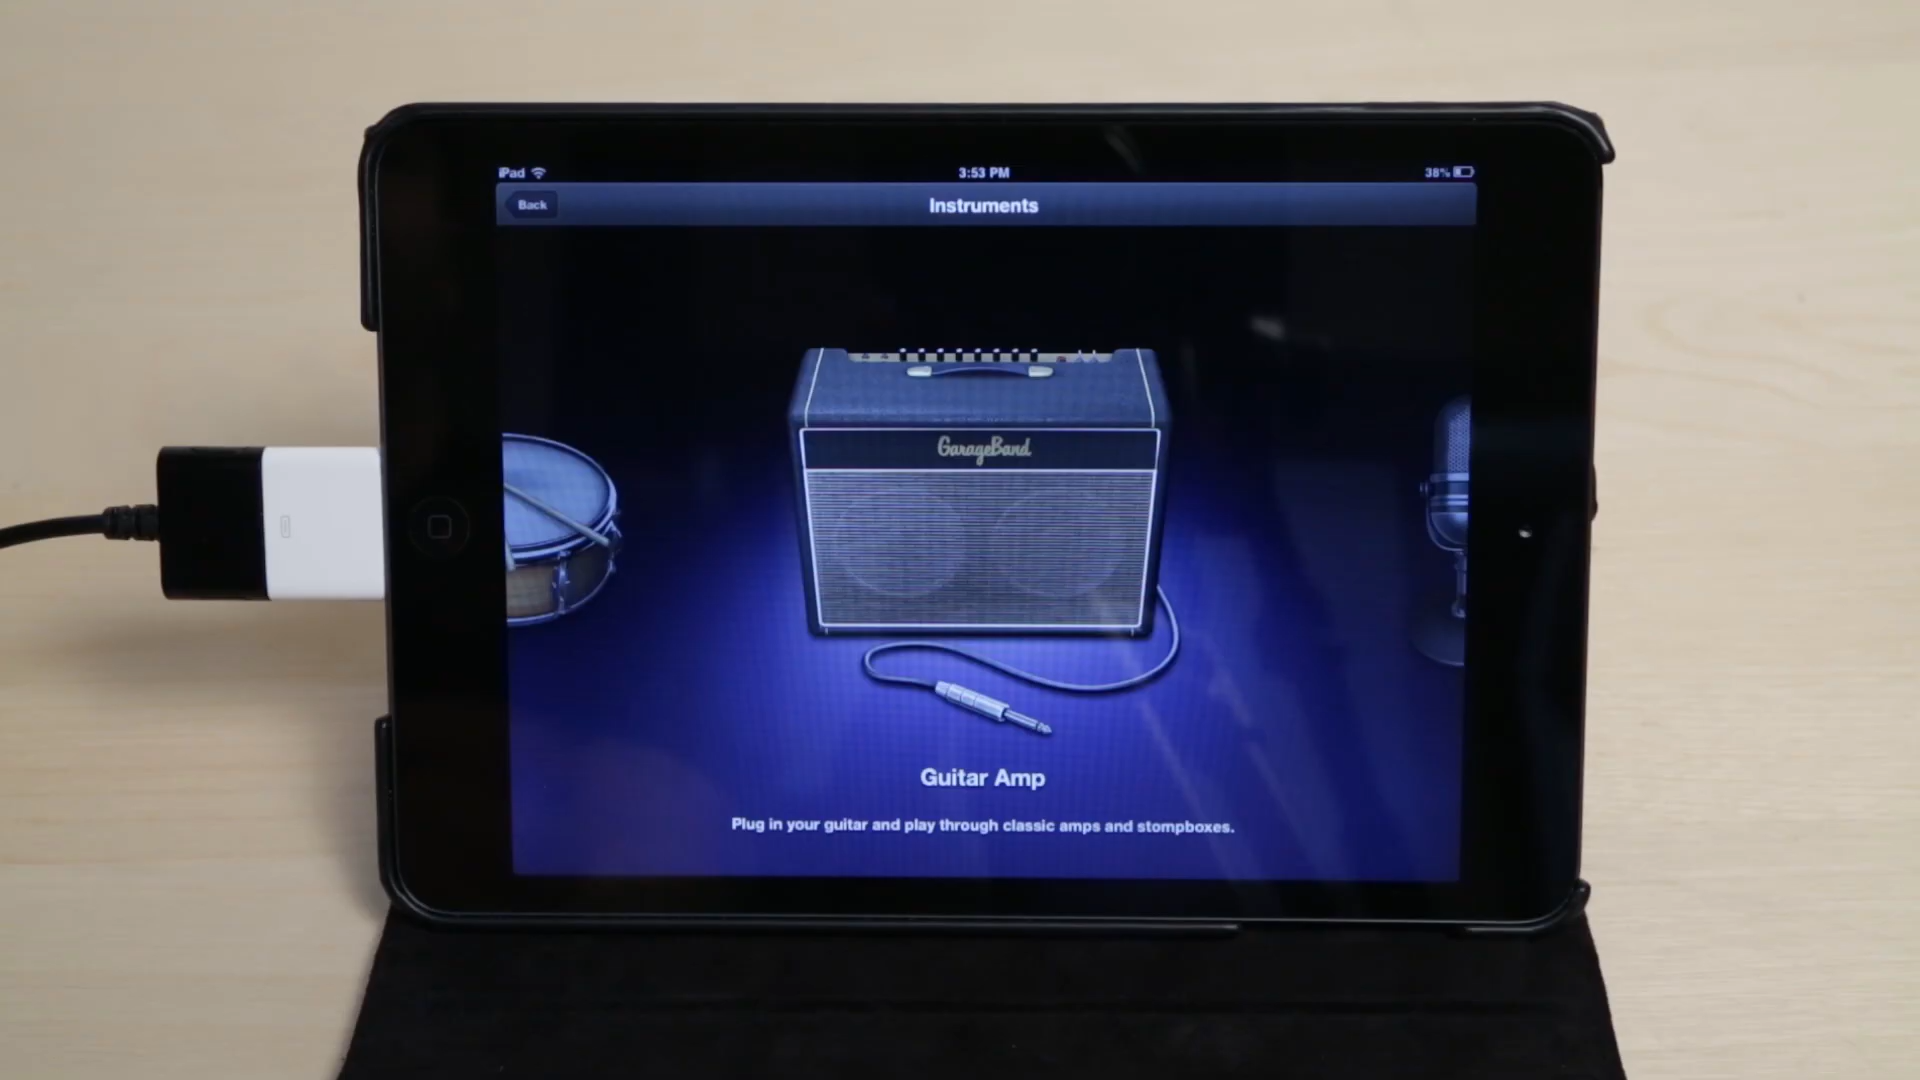 iPad 3:53 PM 38%
Back Instruments
GarageBand
Guitar Amp
Plug in your guitar and play through classic amps and stompboxes.